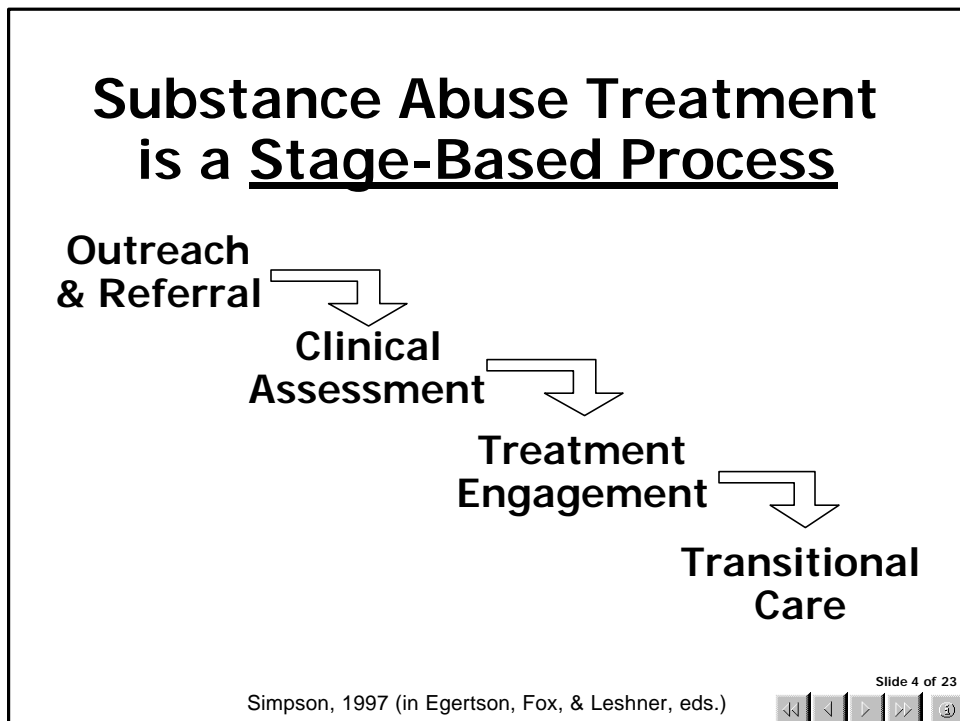 Substance Abuse Treatment
is a Stage-Based Process
Outreach
& Referral
Clinical
Assessment
Treatment
Engagement
Transitional
Care
Simpson, 1997 (in Egertson, Fox, & Leshner, eds.)
Slide 4 of 23